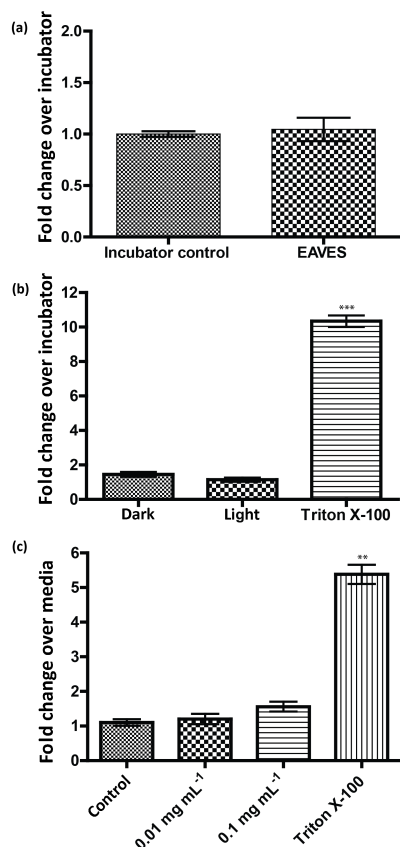 (a)
Fold change over incubator
2.0
1.5
1.0
0.5
0.0
Incubator control EAVES
(b)
Fold change over incubator
12
10
8
6
4
2
0
***
Dark Light Triton X-100
(c)
Fold change over media
6
5
4
3
2
1
0
**
Control 0.01 mg mL⁻¹ 0.1 mg mL⁻¹ Triton X-100